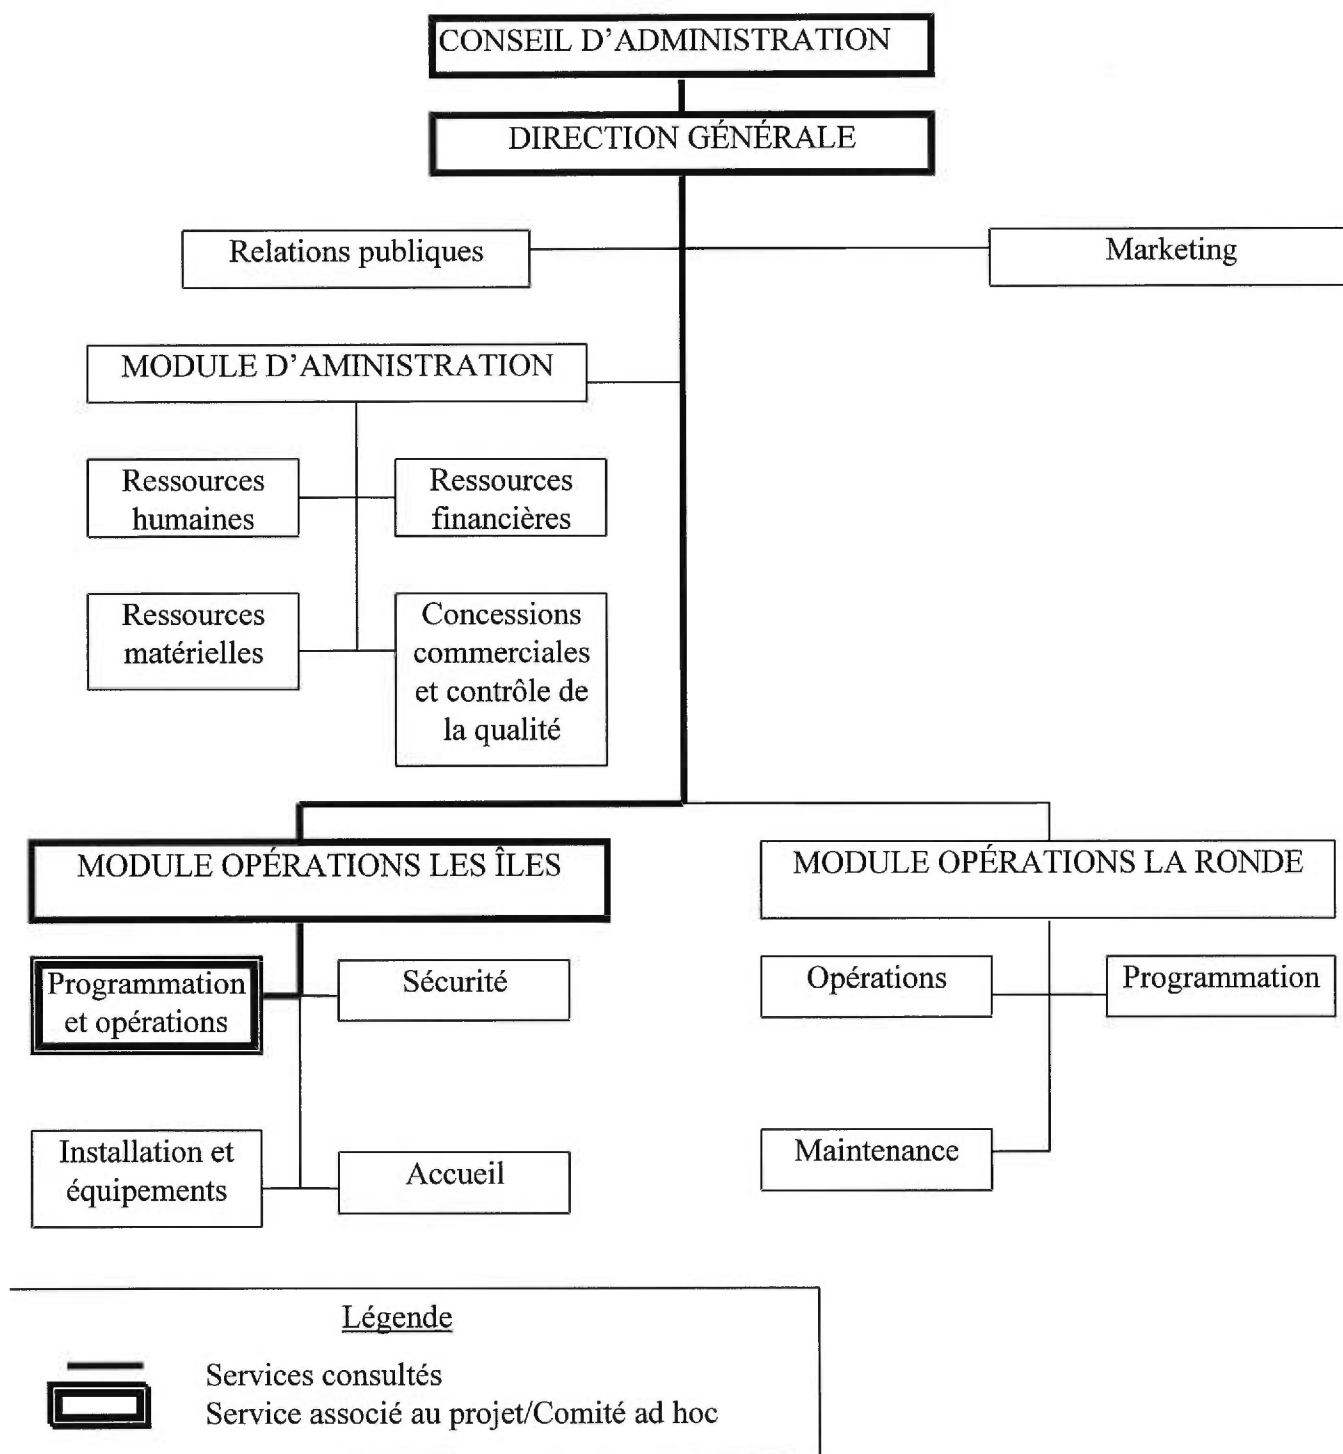 CONSEIL D'ADMINISTRATION
DIRECTION GÉNÉRALE
Relations publiques
Marketing
MODULE D'AMINISTRATION
Ressources
humaines
Ressources
financières
Ressources
matérielles
Concessions
commerciales
et contrôle de
la qualité
MODULE OPÉRATIONS LES ÎLES
MODULE OPÉRATIONS LA RONDE
Programmation
et opérations
Sécurité
Opérations
Programmation
Installation et
équipements
Accueil
Maintenance
Légende
Services consultés
Service associé au projet/Comité ad hoc